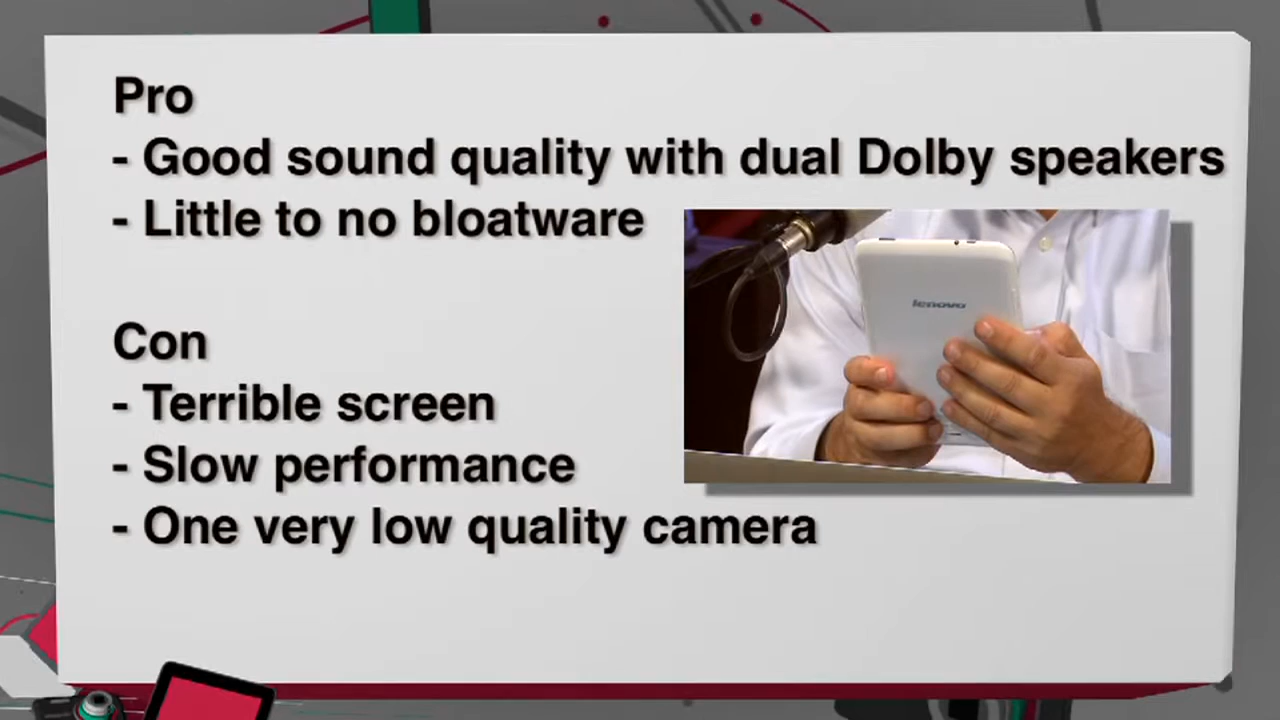 Pro
- Good sound quality with dual Dolby speakers
- Little to no bloatware
lenovo
Con
- Terrible screen
- Slow performance
- One very low quality camera